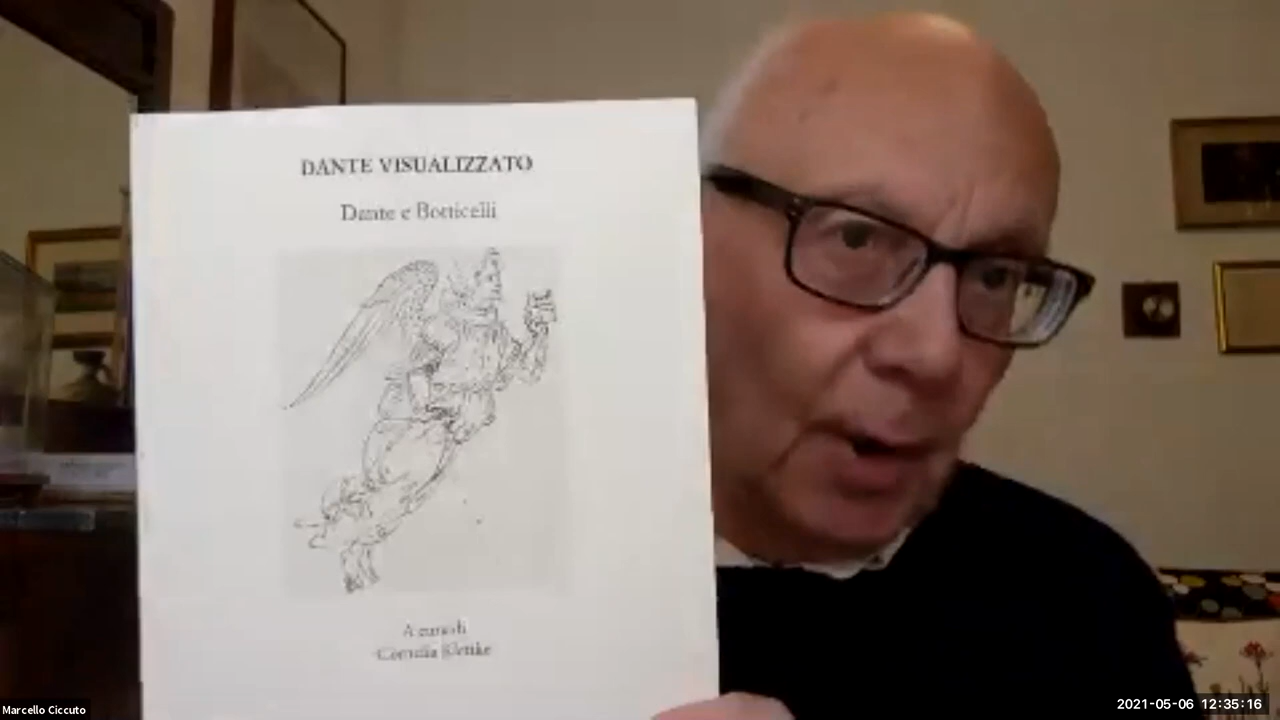 DANTE VISUALIZZATO
Dante e Botticelli
A cura di
Cornelia Klettke
Marcello Ciccuto
2021-05-06 12:35:16